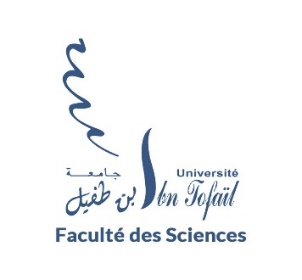 جامعة
ابن طفيل
Université
Ibn Tofaïl
Faculté des Sciences